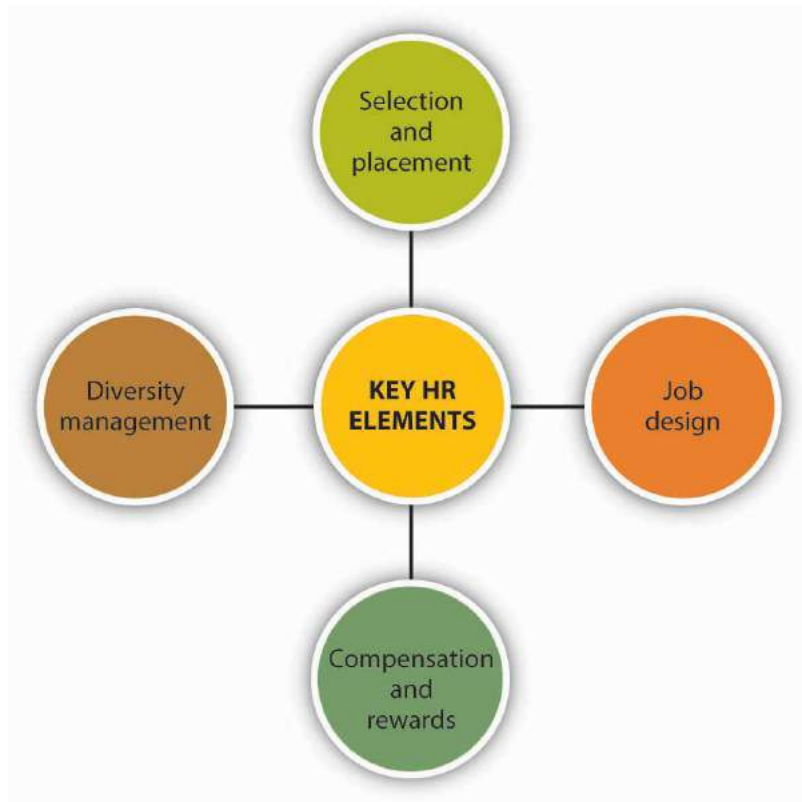 Selection
and
placement
Diversity
management
KEY HR
ELEMENTS
Job
design
Compensation
and
rewards